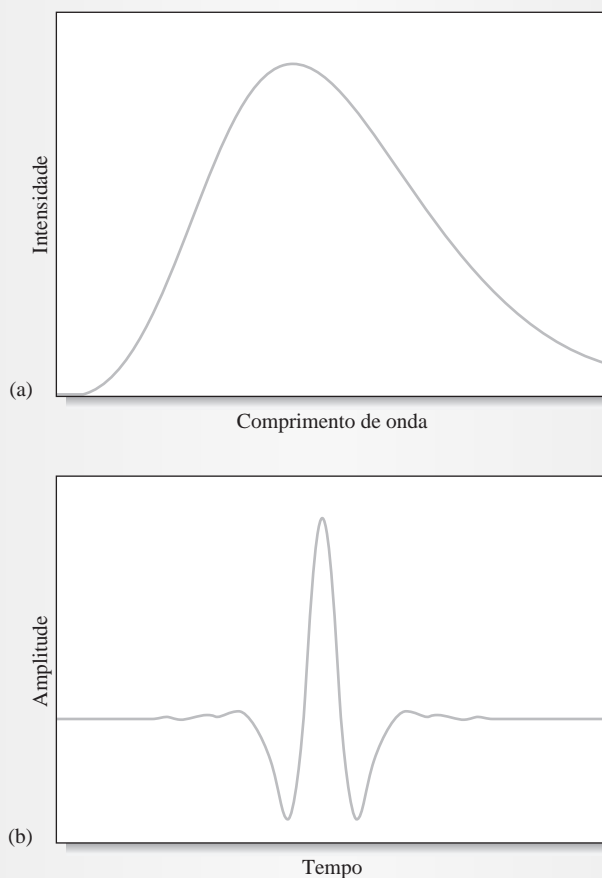 Intensidade
(a)
Comprimento de onda
Amplitude
(b)
Tempo